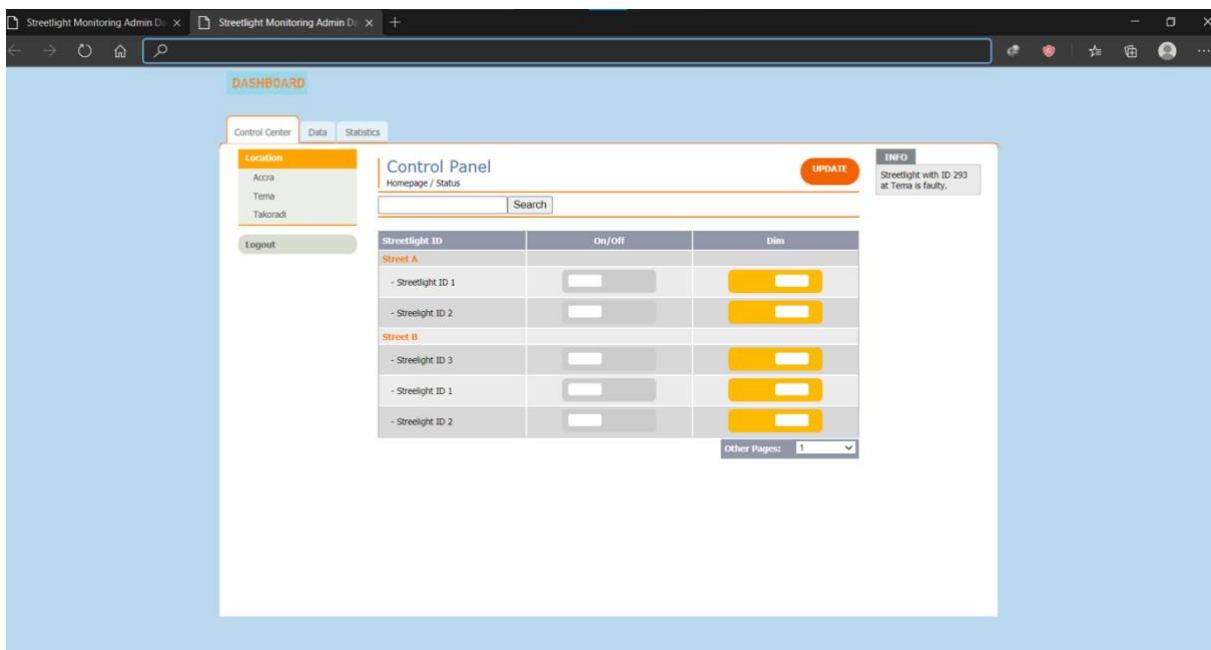 Streetlight Monitoring Admin Da
Streetlight Monitoring Admin Da
DASHBOARD
Control Center Data Statistics
Location
Accra
Tema
Takoradi
Logout
Control Panel
Homepage / Status
UPDATE
Search
Streetlight ID On/Off Dim
Street A
- Streetlight ID 1
- Streelight ID 2
Street B
- Streelight ID 3
- Streelight ID 1
- Streelight ID 2
Other Pages: 1
INFO
Streetlight with ID 293
at Tema is faulty.